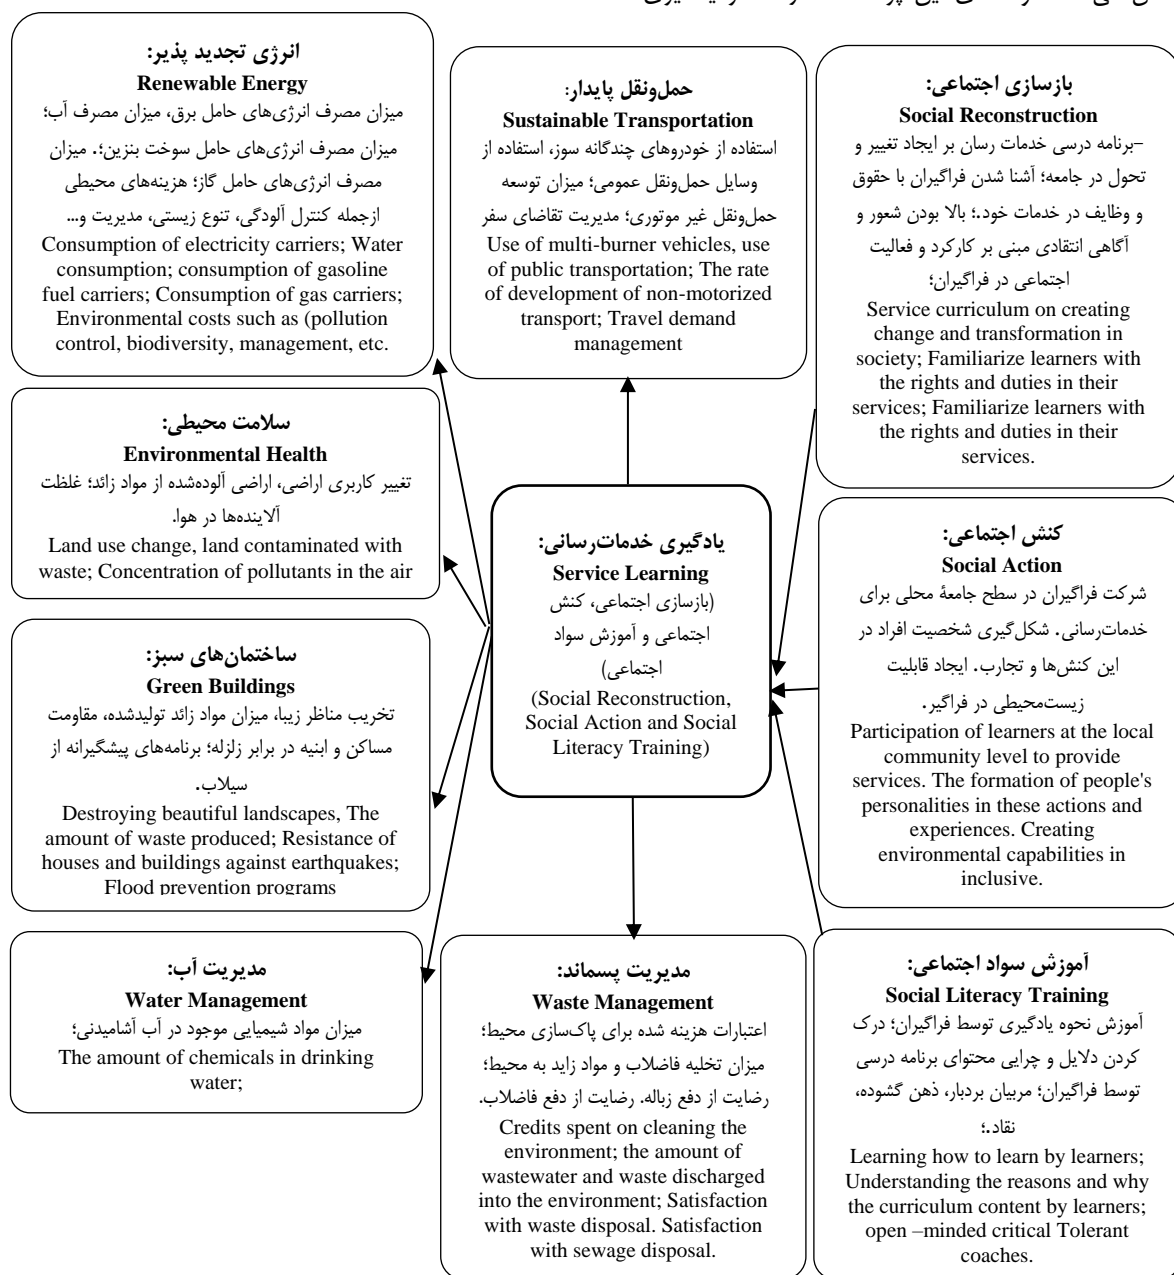 انرژی تجدید پذیر:
Renewable Energy
میزان مصرف انرژی‌های حامل برق، میزان مصرف آب؛
میزان مصرف انرژی‌های حامل سوخت بنزین؛. میزان
مصرف انرژی‌های حامل گاز؛ هزینه‌های محیطی
ازجمله کنترل آلودگی، تنوع زیستی، مدیریت و...
Consumption of electricity carriers; Water
consumption; consumption of gasoline
fuel carriers; Consumption of gas carriers;
Environmental costs such as (pollution
control, biodiversity, management, etc.
حمل‌ونقل پایدار:
Sustainable Transportation
استفاده از خودروهای چندگانه سوز، استفاده از
وسایل حمل‌ونقل عمومی؛ میزان توسعه
حمل‌ونقل غیر موتوری؛ مدیریت تقاضای سفر
Use of multi-burner vehicles, use
of public transportation; The rate
of development of non-motorized
transport; Travel demand
management
بازسازی اجتماعی:
Social Reconstruction
-برنامه درسی خدمات رسان بر ایجاد تغییر و
تحول در جامعه؛ آشنا شدن فراگیران با حقوق
و وظایف در خدمات خود.؛ بالا بودن شعور و
آگاهی انتقادی مبنی بر کارکرد و فعالیت
اجتماعی در فراگیران؛
Service curriculum on creating
change and transformation in
society; Familiarize learners with
the rights and duties in their
services; Familiarize learners with
the rights and duties in their
services.
سلامت محیطی:
Environmental Health
تغییر کاربری اراضی، اراضی آلوده‌شده از مواد زائد؛ غلظت
آلاینده‌ها در هوا.
Land use change, land contaminated with
waste; Concentration of pollutants in the air
یادگیری خدمات‌رسانی:
Service Learning
(بازسازی اجتماعی، کنش
اجتماعی و آموزش سواد
اجتماعی)
(Social Reconstruction,
Social Action and Social
Literacy Training)
کنش اجتماعی:
Social Action
شرکت فراگیران در سطح جامعهٔ محلی برای
خدمات‌رسانی. شکل‌گیری شخصیت افراد در
این کنش‌ها و تجارب. ایجاد قابلیت
زیست‌محیطی در فراگیر.
Participation of learners at the local
community level to provide
services. The formation of people's
personalities in these actions and
experiences. Creating
environmental capabilities in
inclusive.
ساختمان‌های سبز:
Green Buildings
تخریب مناظر زیبا، میزان مواد زائد تولیدشده، مقاومت
مساکن و ابنیه در برابر زلزله؛ برنامه‌های پیشگیرانه از
سیلاب.
Destroying beautiful landscapes, The
amount of waste produced; Resistance of
houses and buildings against earthquakes;
Flood prevention programs
مدیریت آب:
Water Management
میزان مواد شیمیایی موجود در آب آشامیدنی؛
The amount of chemicals in drinking
water;
مدیریت پسماند:
Waste Management
اعتبارات هزینه شده برای پاک‌سازی محیط؛
میزان تخلیه فاضلاب و مواد زاید به محیط؛
رضایت از دفع زباله. رضایت از دفع فاضلاب.
Credits spent on cleaning the
environment; the amount of
wastewater and waste discharged
into the environment; Satisfaction
with waste disposal. Satisfaction
with sewage disposal.
آموزش سواد اجتماعی:
Social Literacy Training
آموزش نحوه یادگیری توسط فراگیران؛ درک
کردن دلایل و چرایی محتوای برنامه درسی
توسط فراگیران؛ مربیان بردبار، ذهن گشوده،
نقاد.؛
Learning how to learn by learners;
Understanding the reasons and why
the curriculum content by learners;
open –minded critical Tolerant
coaches.